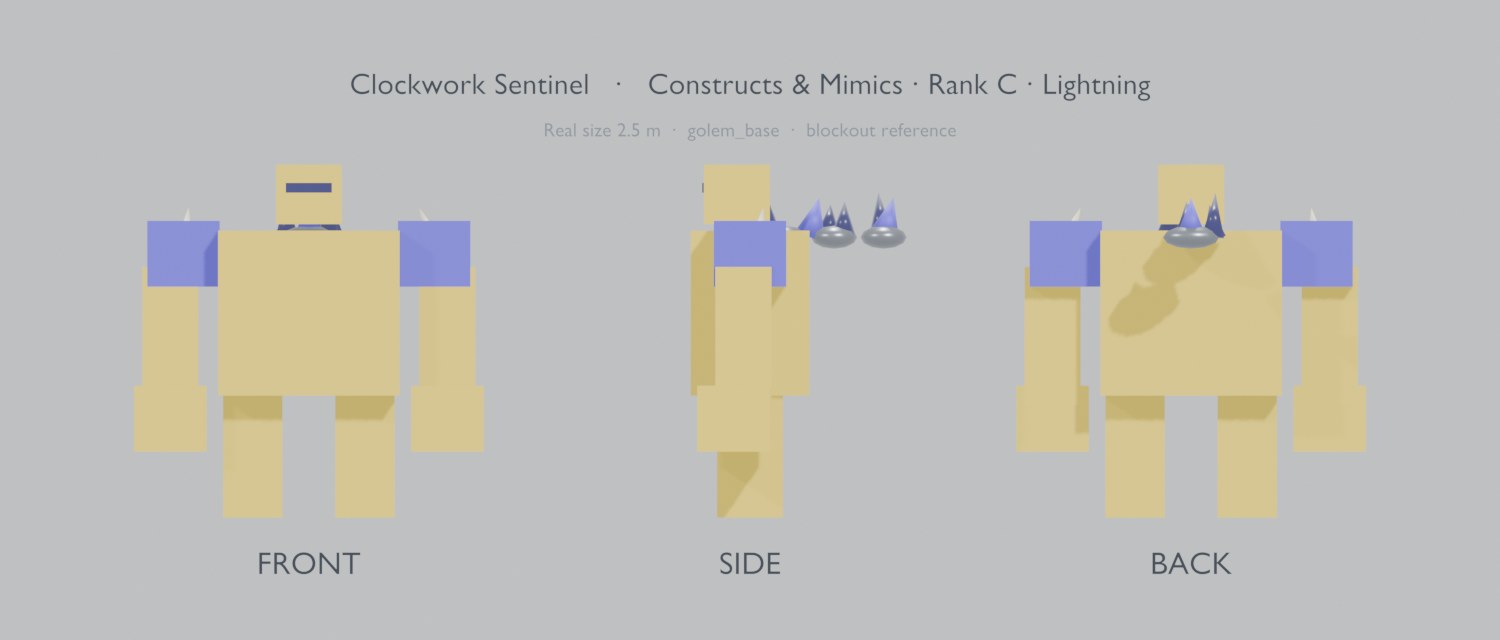 Clockwork Sentinel · Constructs & Mimics · Rank C · Lightning
Real size 2.5 m · golem_base · blockout reference
FRONT
SIDE
BACK